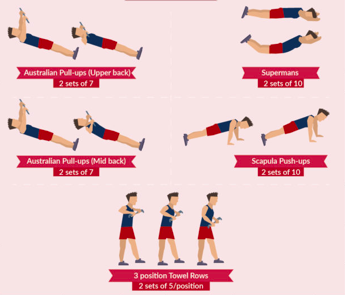 Australian Pull-ups (Upper back)
2 sets of 7
Supermans
2 sets of 10
Australian Pull-ups (Mid back)
2 sets of 7
Scapula Push-ups
2 sets of 10
3 position Towel Rows
2 sets of 5/position